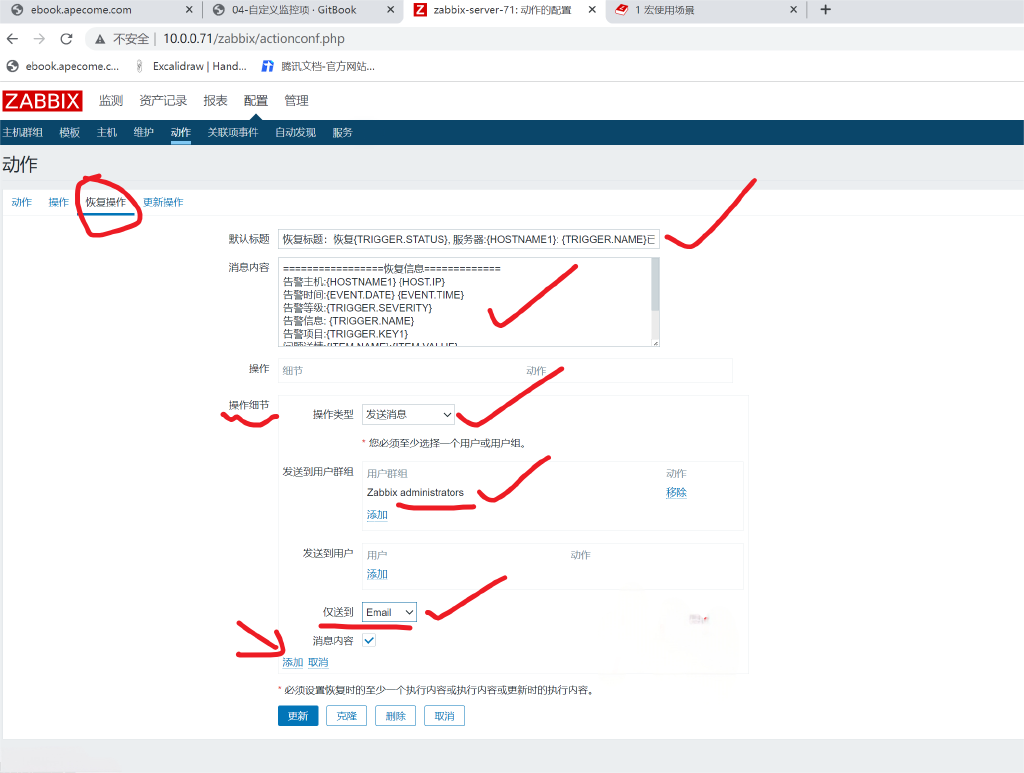 ebook.apecome.com
04-自定义监控项 · GitBook
zabbix-server-71: 动作的配置
1 宏使用场景
不安全 | 10.0.0.71/zabbix/actionconf.php
ebook.apecome.c...
Excalidraw | Hand...
腾讯文档-官方网站...
ZABBIX 监测 资产记录 报表 配置 管理
主机群组 模板 主机 维护 动作 关联项事件 自动发现 服务
动作
动作 操作 恢复操作 更新操作
默认标题 恢复标题：恢复{TRIGGER.STATUS}, 服务器:{HOSTNAME1}: {TRIGGER.NAME}已
消息内容 =================恢复信息=============
告警主机:{HOSTNAME1} {HOST.IP}
告警时间:{EVENT.DATE} {EVENT.TIME}
告警等级:{TRIGGER.SEVERITY}
告警信息: {TRIGGER.NAME}
告警项目:{TRIGGER.KEY1}
问题详情:{ITEM.NAME}:{ITEM.VALUE}
操作 细节 动作
操作细节
操作类型 发送消息
* 您必须至少选择一个用户或用户组。
发送到用户群组 用户群组 动作
Zabbix administrators 移除
添加
发送到用户 用户 动作
添加
仅送到 Email
消息内容
添加 取消
* 必须设置恢复时的至少一个执行内容或执行内容或更新时的执行内容。
更新 克隆 删除 取消